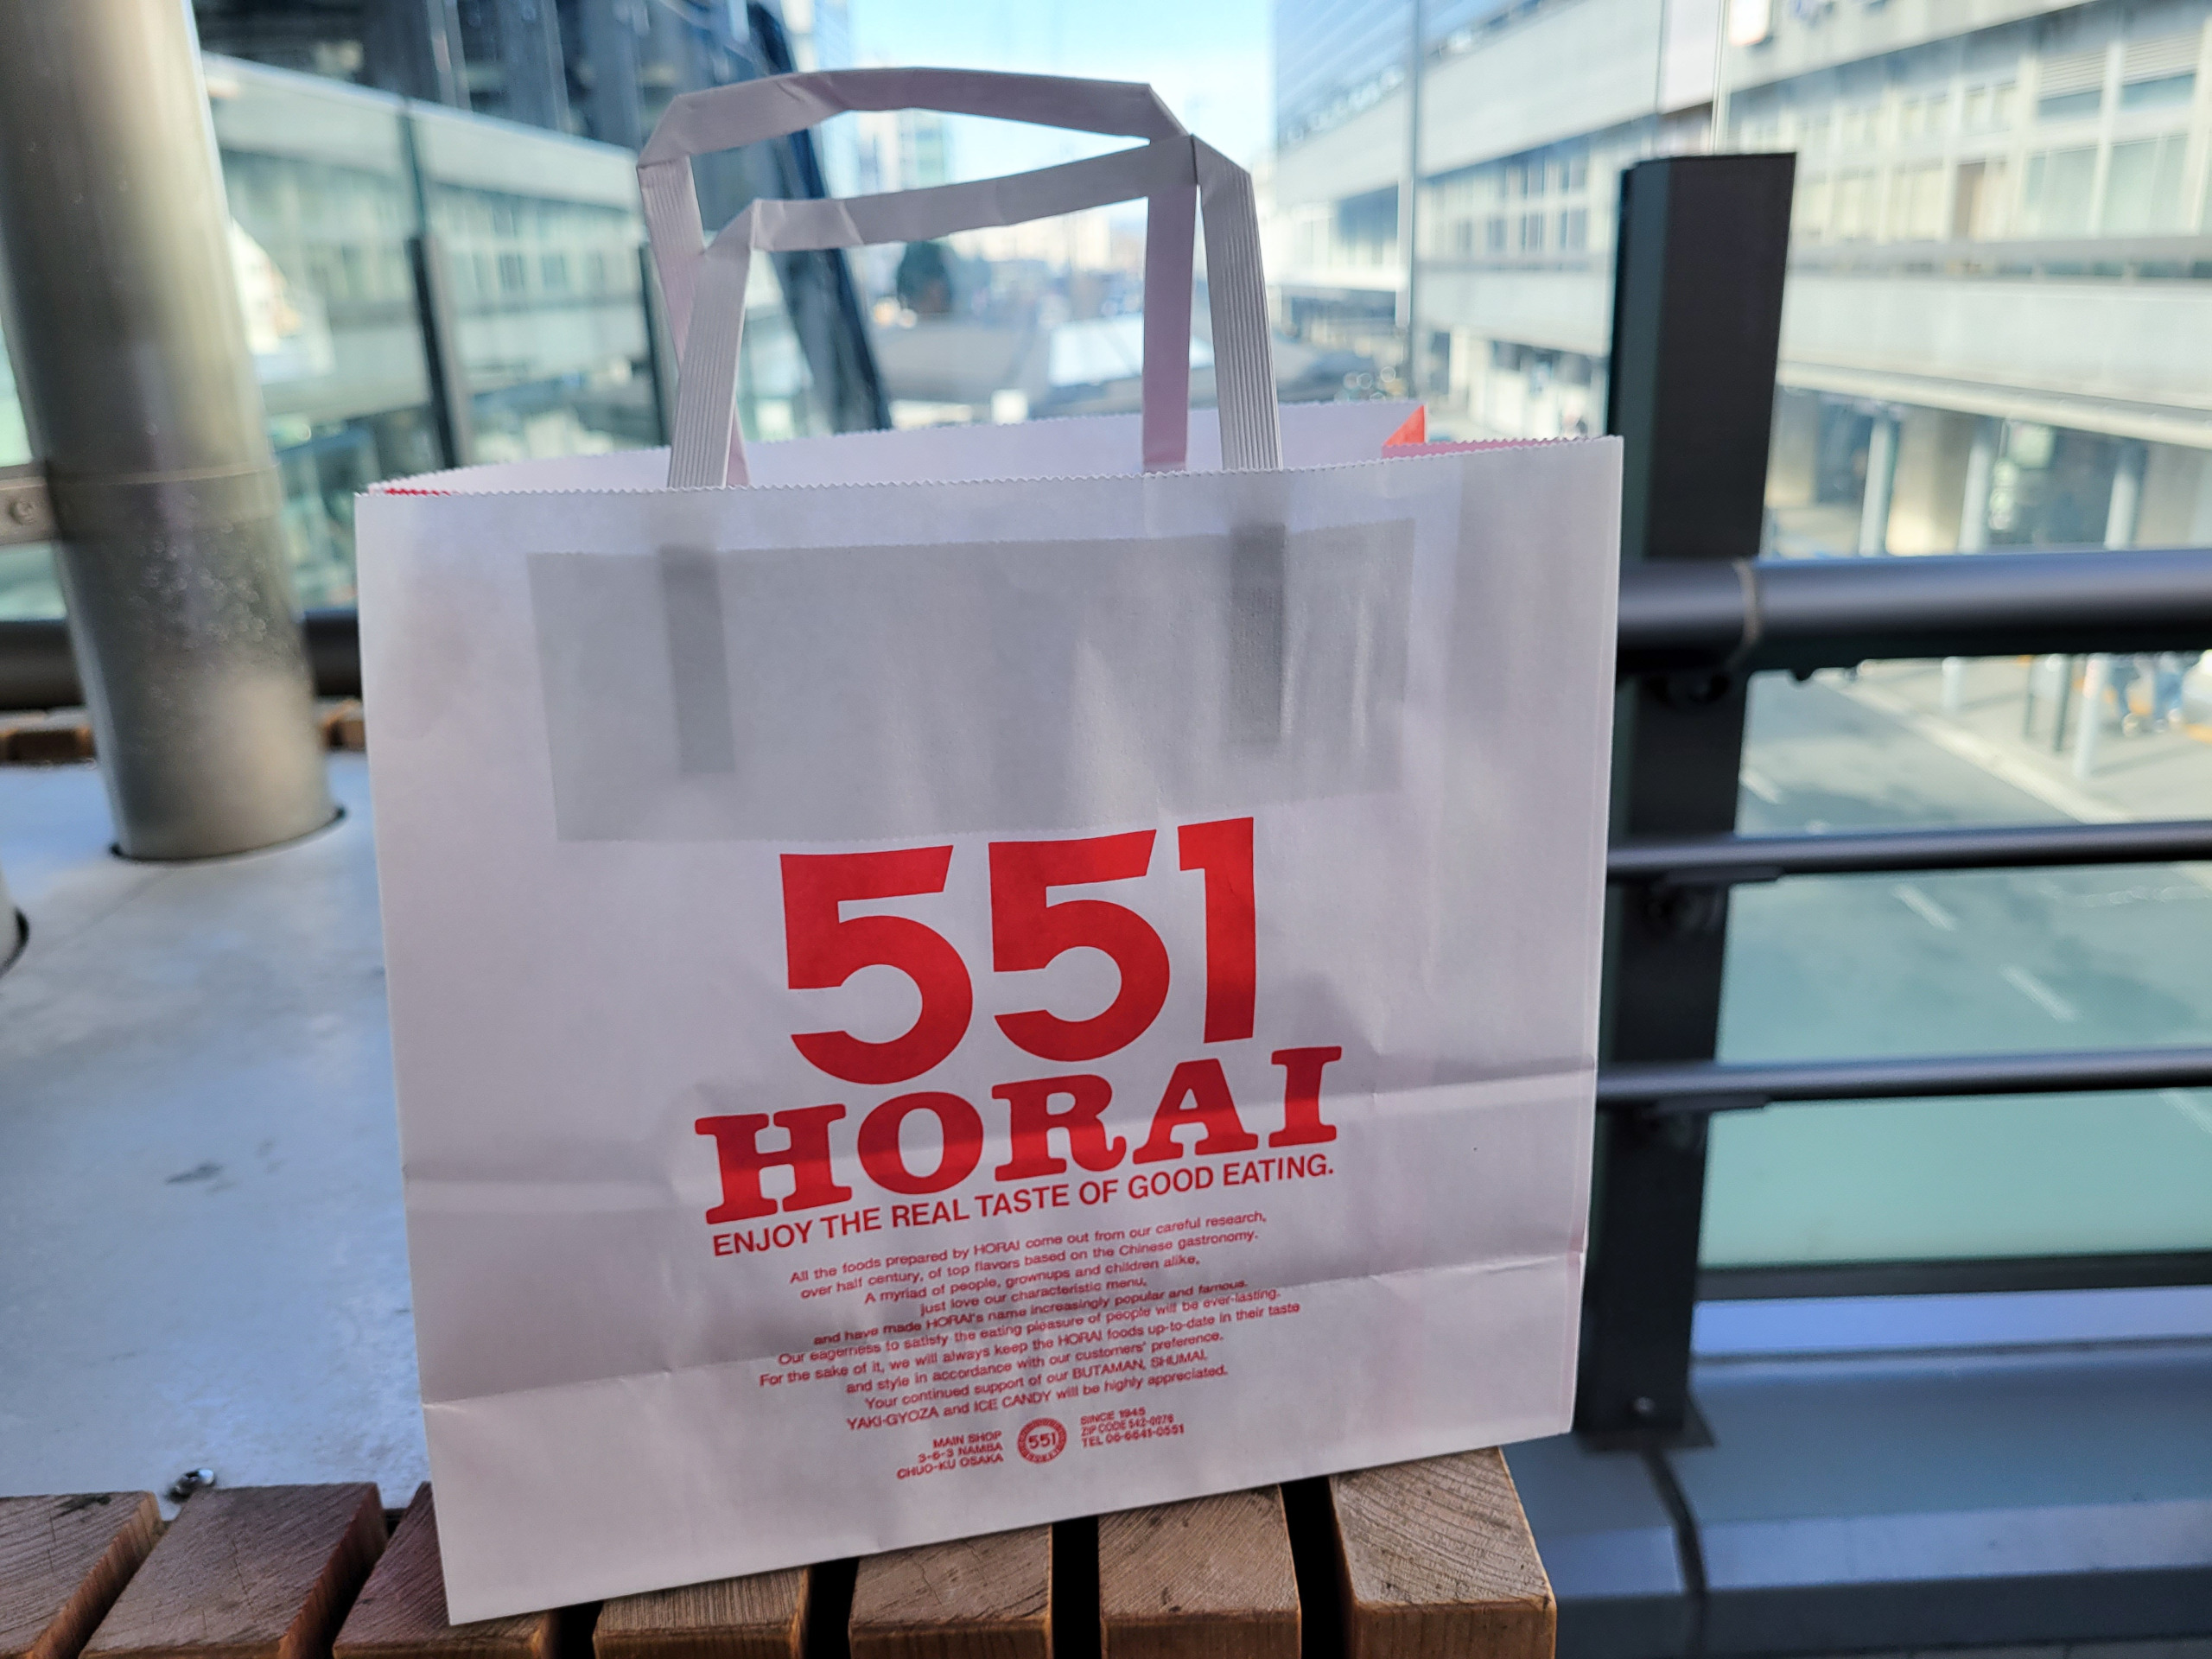 551
HORAI
ENJOY THE REAL TASTE OF GOOD EATING.
All the foods prepared by HORAI come out from our careful research,
over half century, of top flavors based on the Chinese gastronomy.
A myriad of people, grownups and children alike,
just love our characteristic menu,
and have made HORAI's name increasingly popular and famous.
Our eagerness to satisfy the eating pleasure of people will be ever-lasting.
For the sake of it, we will always keep the HORAI foods up-to-date in their taste
and style in accordance with our customers' preference.
Your continued support of our BUTAMAN, SHUMAI,
YAKI-GYOZA and ICE CANDY will be highly appreciated.
MAIN SHOP
3-6-3 NAMBA
CHUO-KU OSAKA
551
HORAI
SINCE 1945
ZIP CODE 542-0076
TEL 06-6641-0551